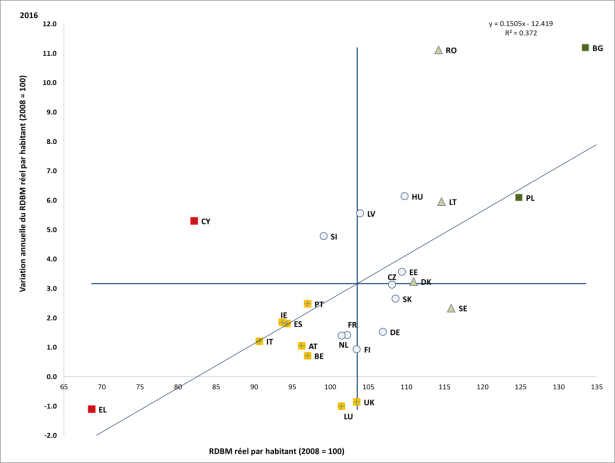 2016
y = 0.1505x - 12.419
R² = 0.372
Variation annuelle du RDBM réel par habitant (2008 = 100)
12.0
11.0
10.0
9.0
8.0
7.0
6.0
5.0
4.0
3.0
2.0
1.0
0.0
-1.0
-2.0
RO
BG
HU
LT
PL
LV
CY
SI
EE
CZ
DK
SK
PT
SE
IE
ES
FR
DE
IT
AT
NL
FI
BE
EL
UK
LU
65 70 75 80 85 90 95 100 105 110 115 120 125 130 135
RDBM réel par habitant (2008 = 100)